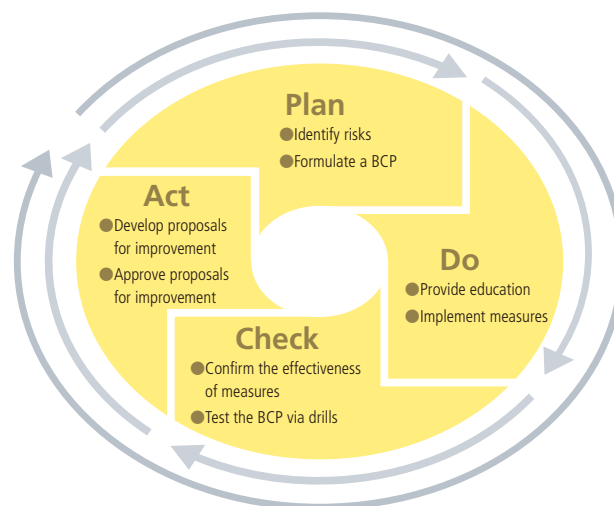 Plan
●Identify risks
●Formulate a BCP
Act
●Develop proposals
for improvement
●Approve proposals
for improvement
Do
●Provide education
●Implement measures
Check
●Confirm the effectiveness
of measures
●Test the BCP via drills